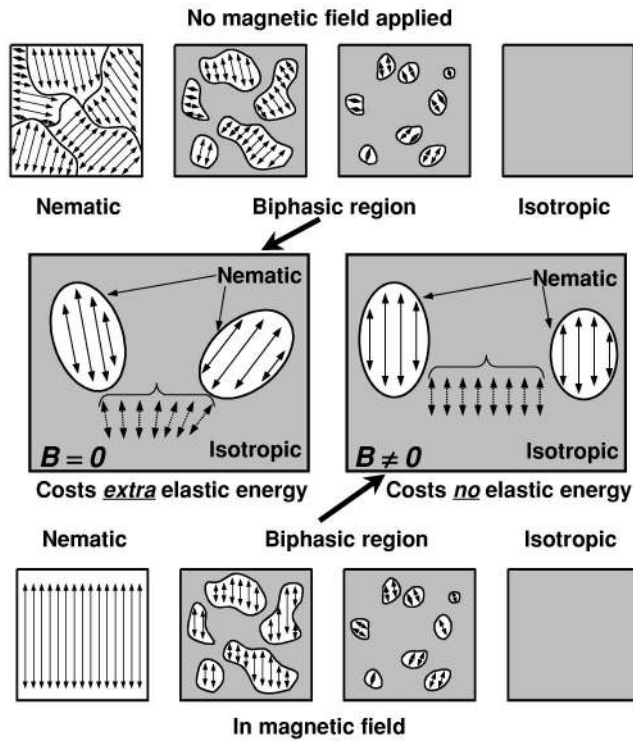 No magnetic field applied
Nematic Biphasic region Isotropic
Nematic
Isotropic
B = 0
Costs extra elastic energy
Nematic
Isotropic
B ≠ 0
Costs no elastic energy
Nematic Biphasic region Isotropic
In magnetic field